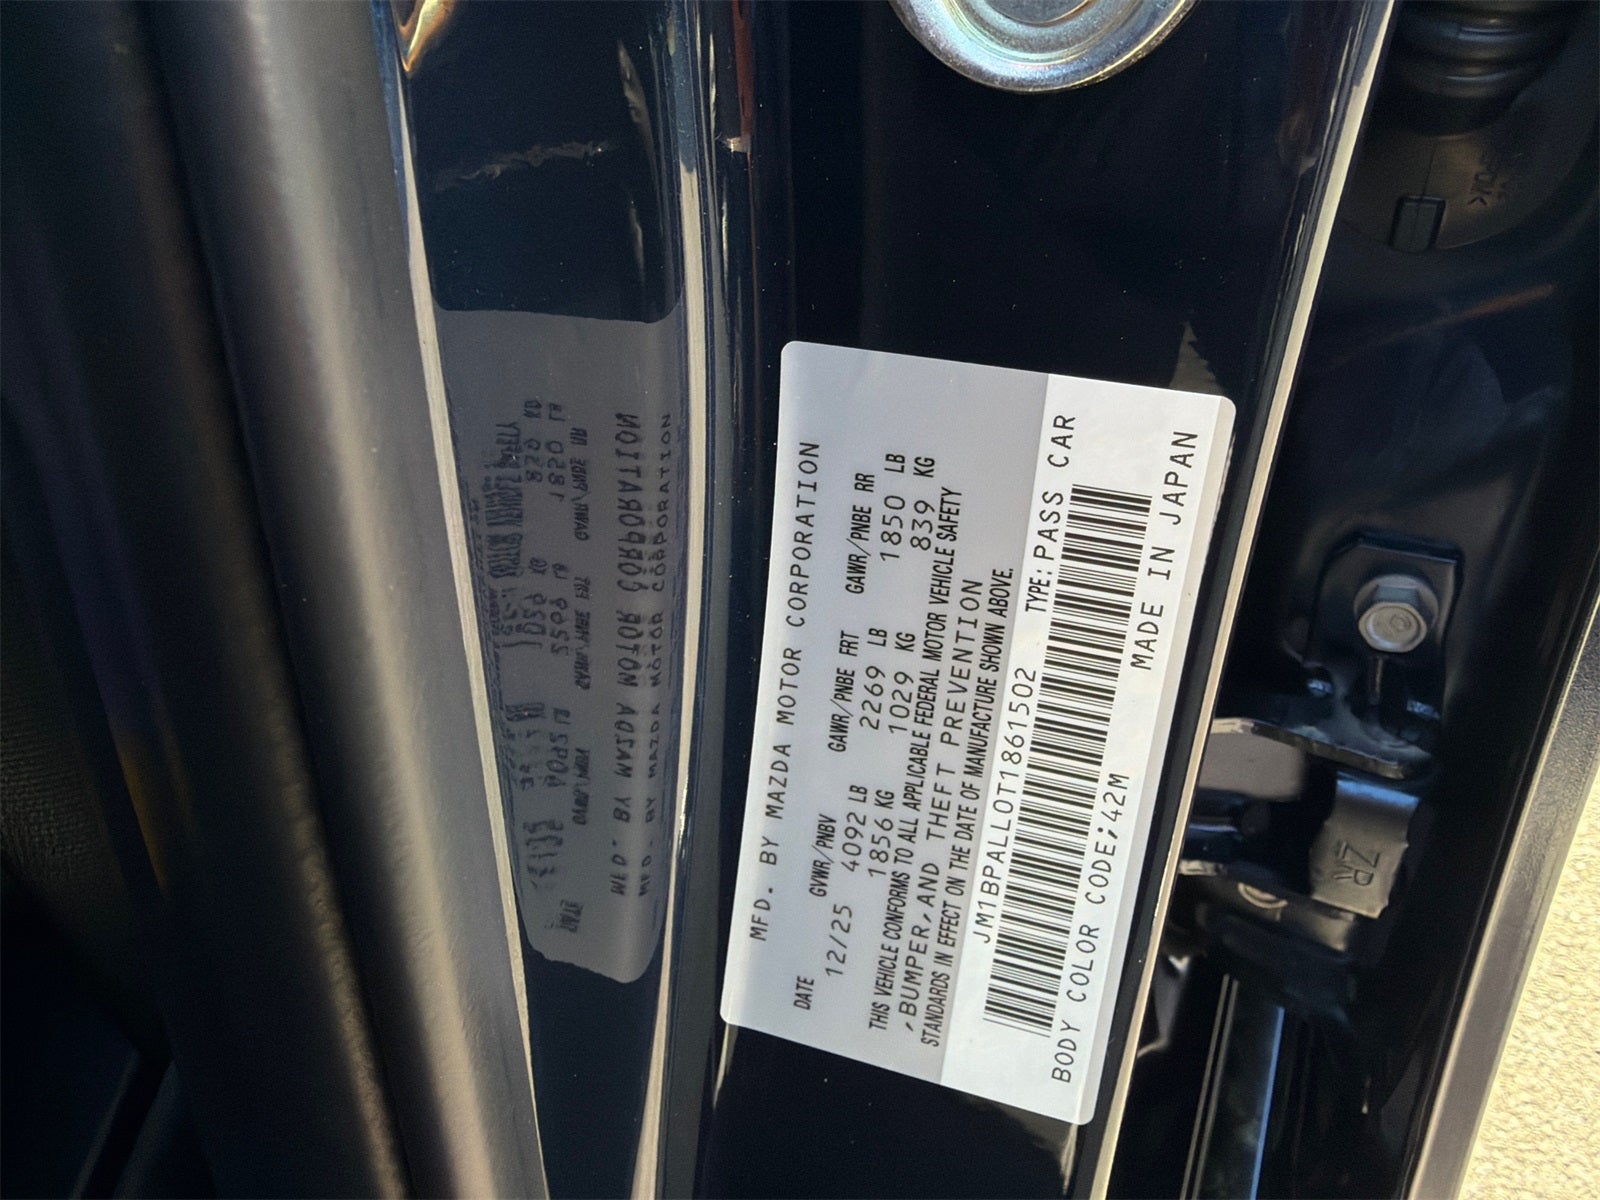 MFD. BY MAZDA MOTOR CORPORATION
DATE GVWR/PNBV GAWR/PNBE FRT GAWR/PNBE RR
12/25 4092 LB 2269 LB 1850 LB
1856 KG 1029 KG 839 KG
THIS VEHICLE CONFORMS TO ALL APPLICABLE FEDERAL MOTOR VEHICLE SAFETY
,BUMPER,AND THEFT PREVENTION
STANDARDS IN EFFECT ON THE DATE OF MANUFACTURE SHOWN ABOVE.
JM1BPALL0T1861502 TYPE:PASS CAR
BODY COLOR CODE;42M MADE IN JAPAN
ZR